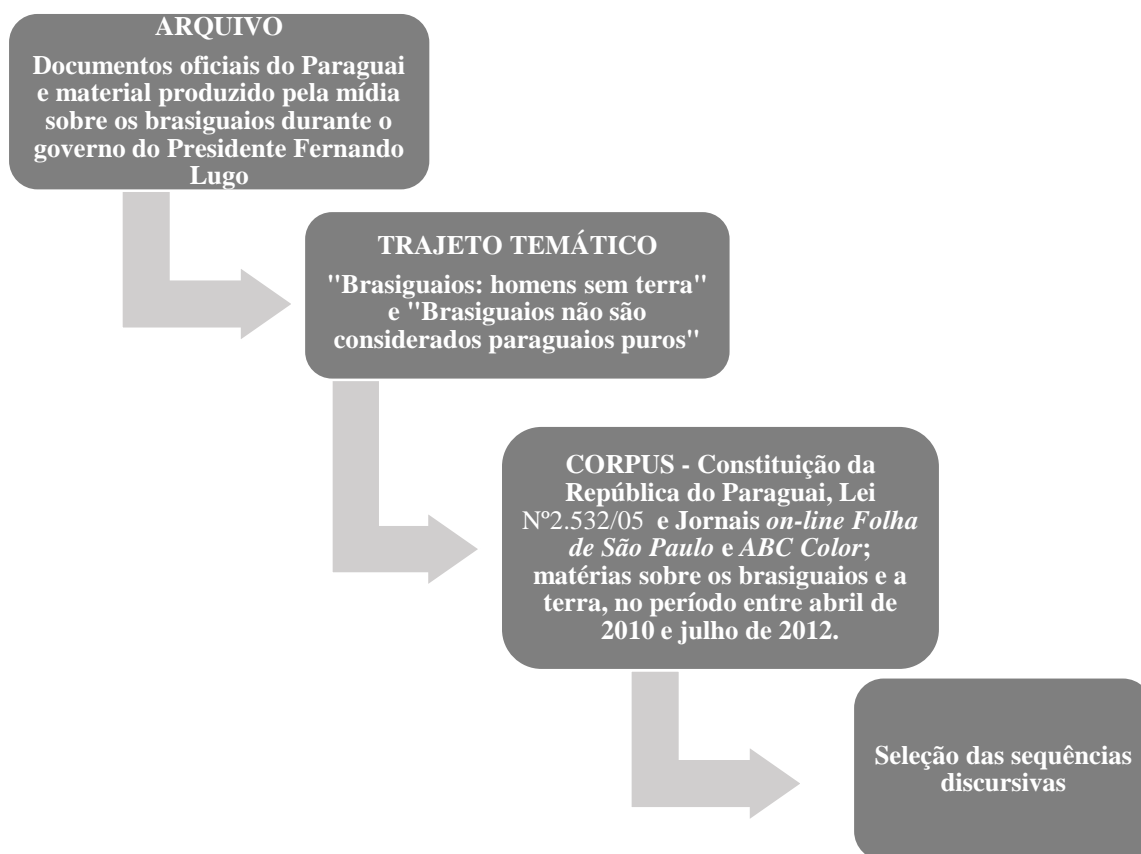 ARQUIVO
Documentos oficiais do Paraguai
e material produzido pela mídia
sobre os brasiguaios durante o
governo do Presidente Fernando
Lugo
TRAJETO TEMÁTICO
"Brasiguaios: homens sem terra"
e "Brasiguaios não são
considerados paraguaios puros"
CORPUS - Constituição da
República do Paraguai, Lei
Nº2.532/05 e Jornais on-line Folha
de São Paulo e ABC Color;
matérias sobre os brasiguaios e a
terra, no período entre abril de
2010 e julho de 2012.
Seleção das sequências
discursivas